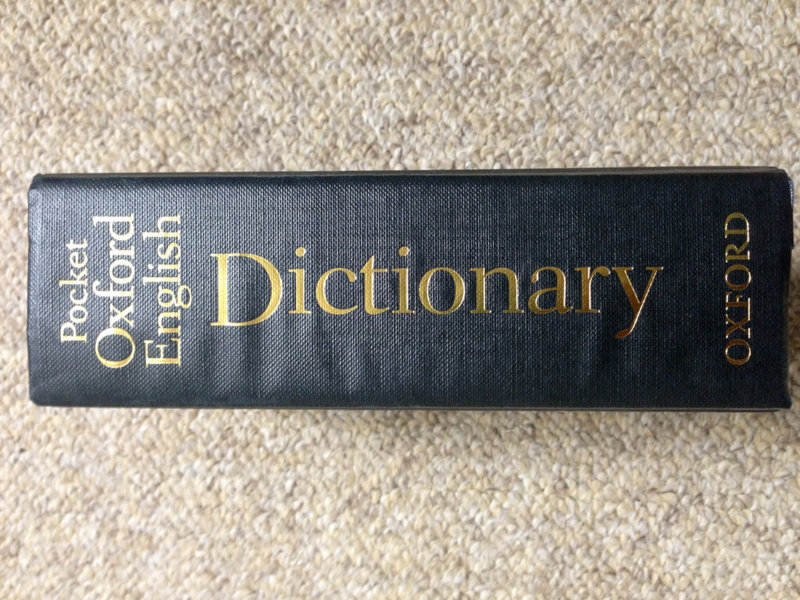 Pocket
Oxford
English
Dictionary
OXFORD